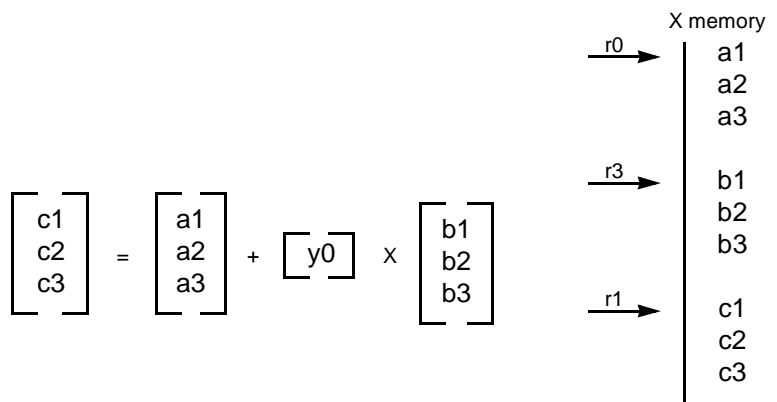 X memory
r0
a1
a2
a3
r3
b1
b2
b3
r1
c1
c2
c3
c1 a1 b1
c2 = a2 + y0 X b2
c3 a3 b3